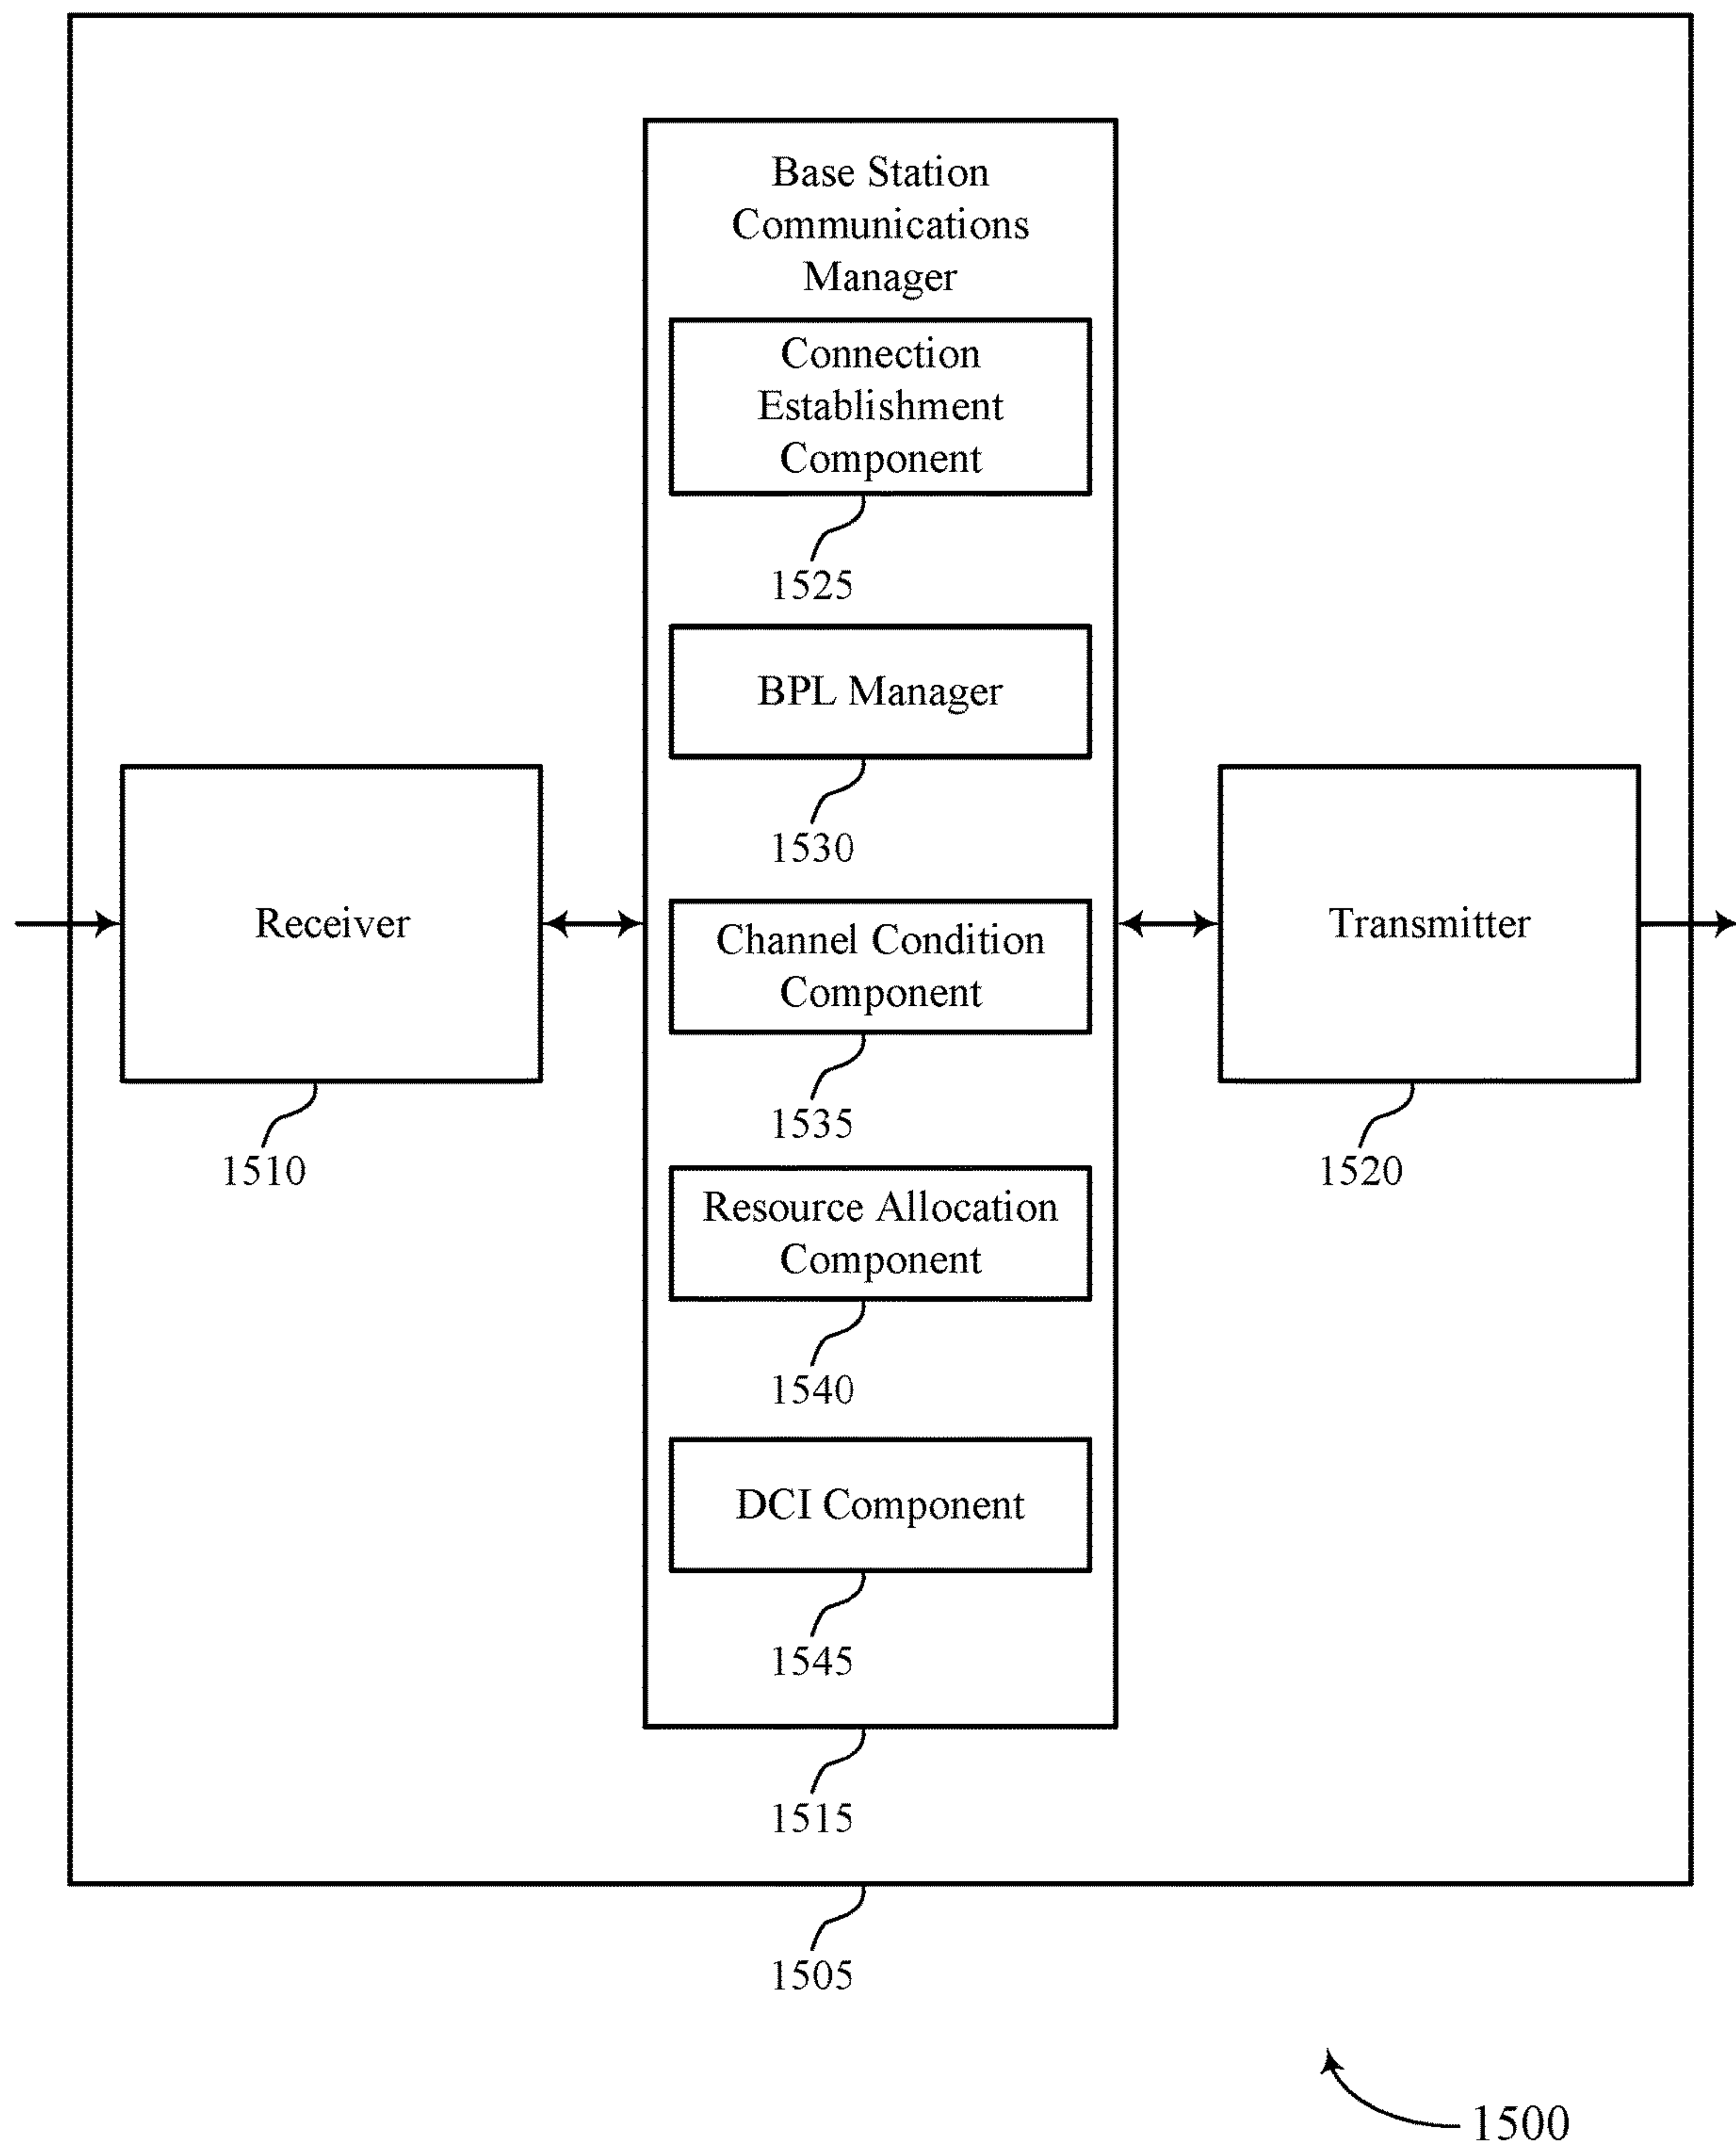 Base Station
Communications
Manager
Connection
Establishment
Component
1525
BPL Manager
1530
Receiver
1510
Channel Condition
Component
1535
Transmitter
1520
Resource Allocation
Component
1540
DCI Component
1545
1515
1505
1500